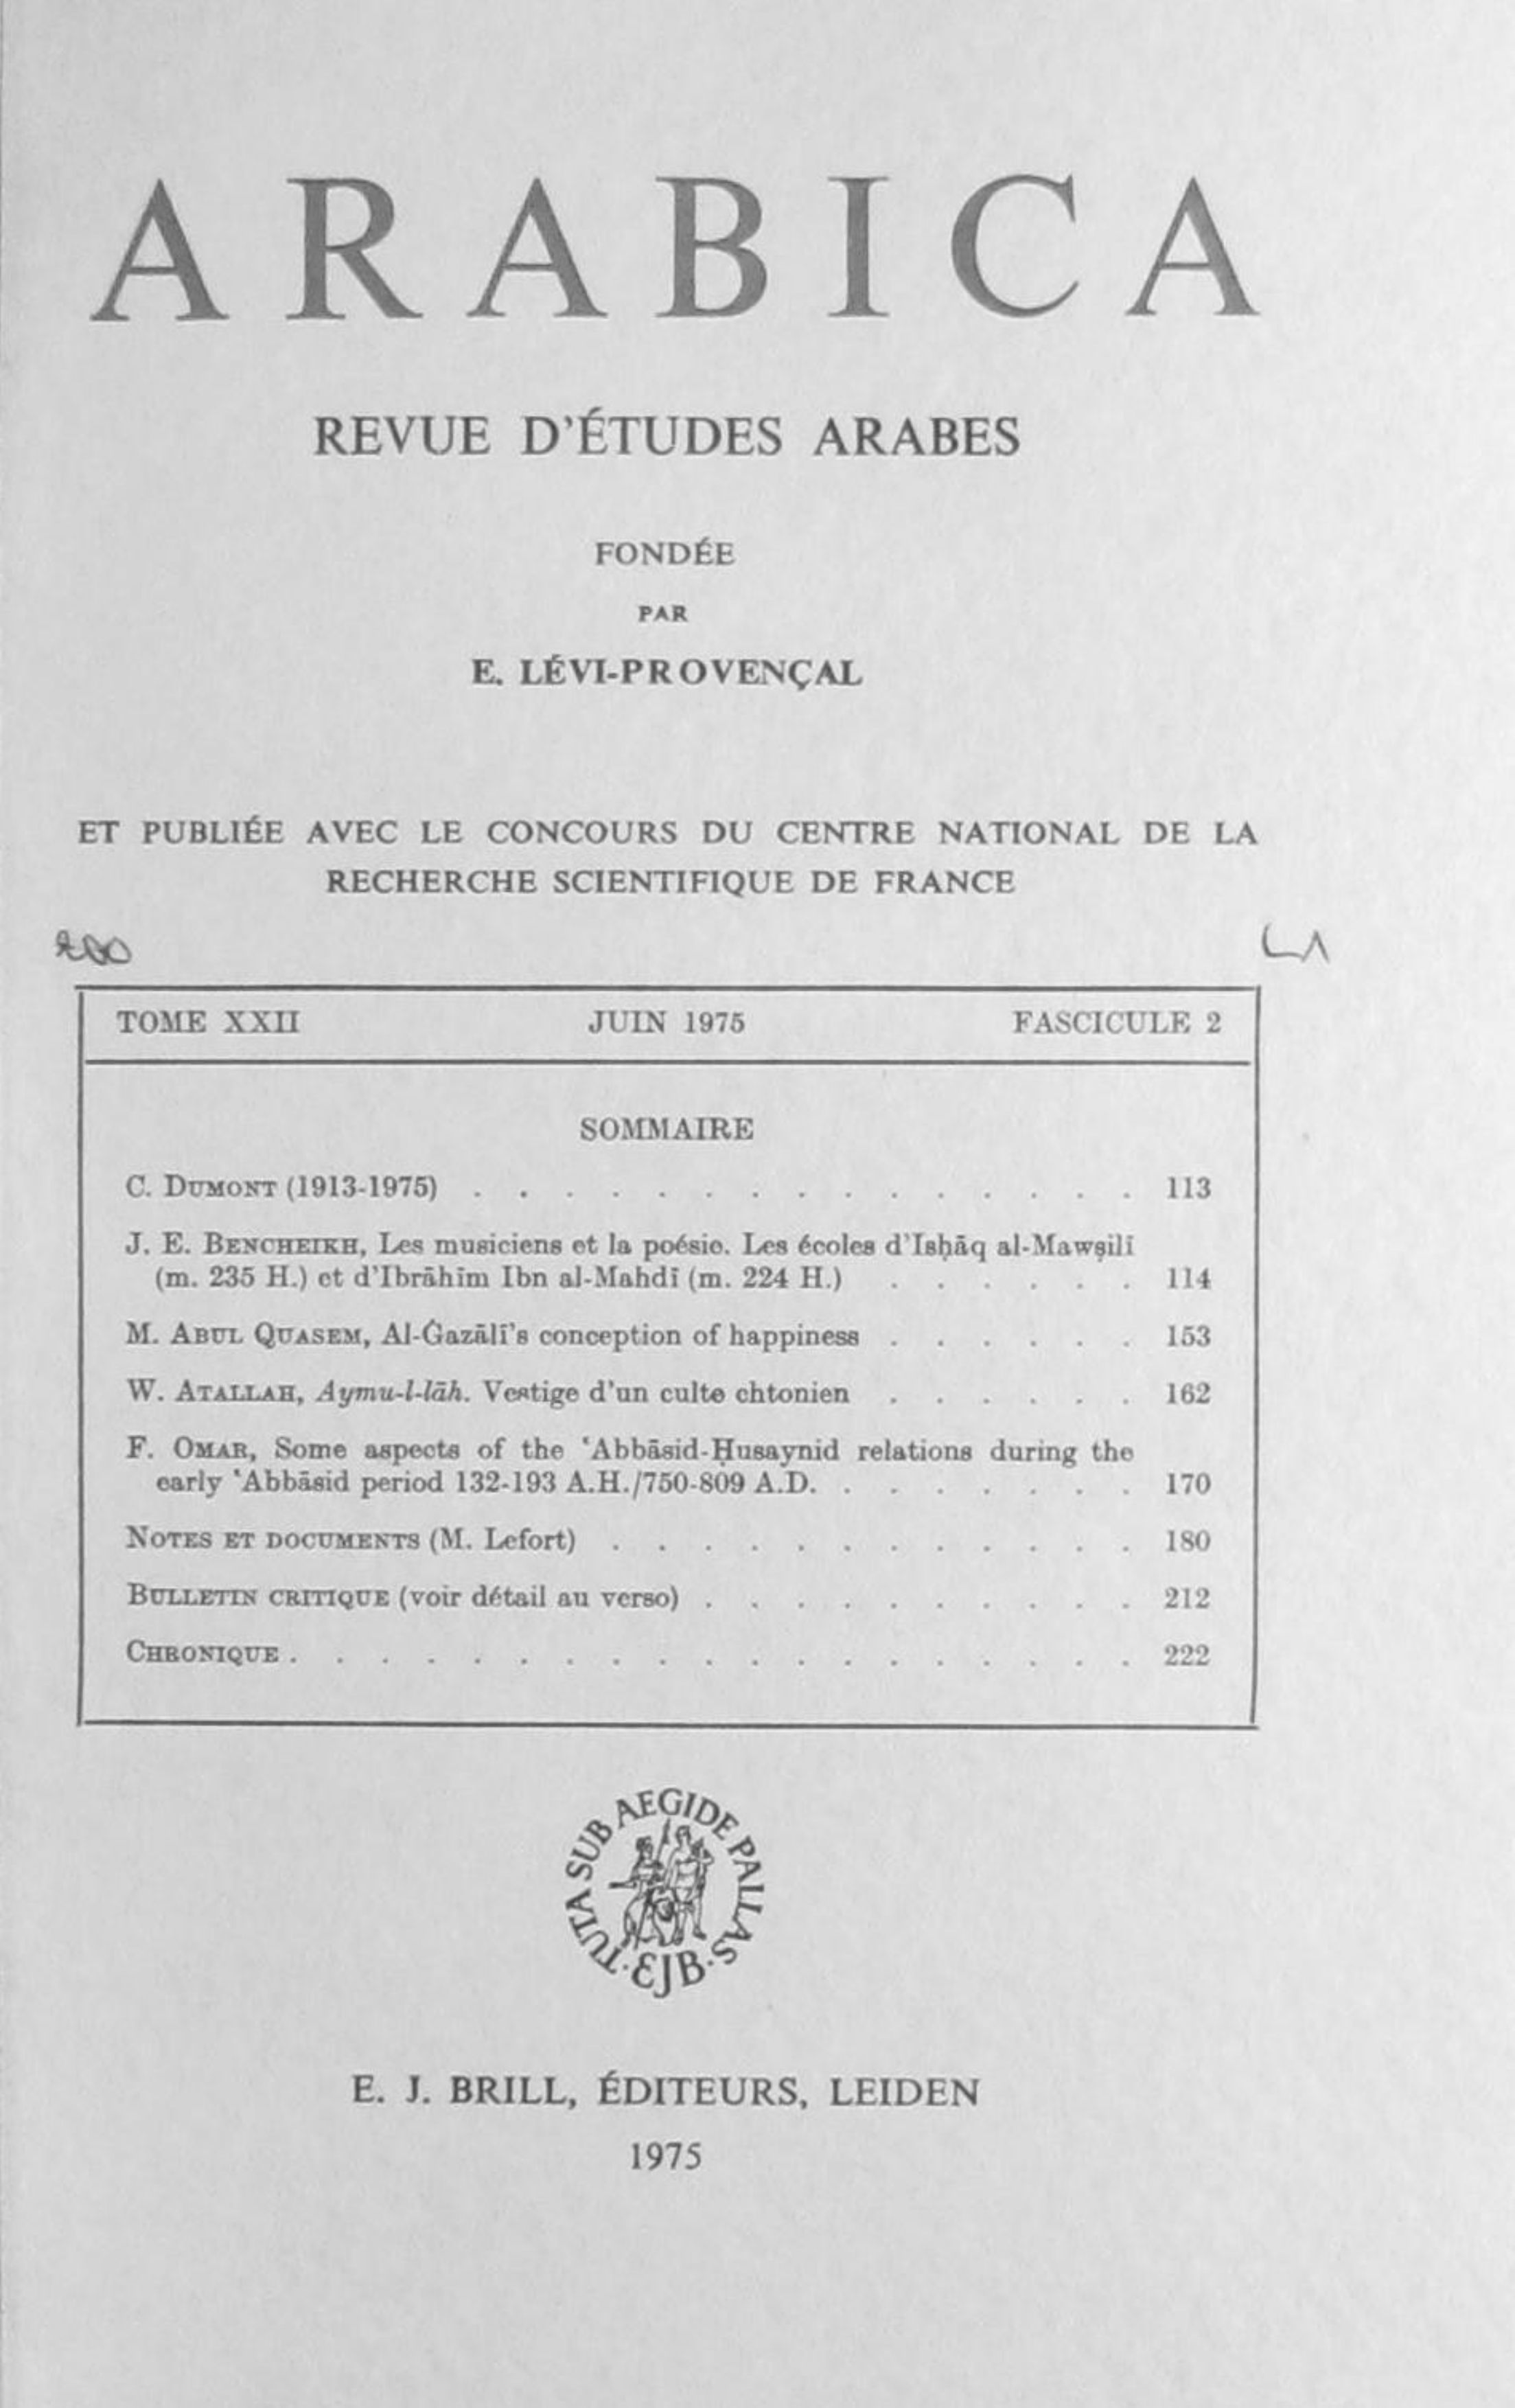 ARABICA
REVUE D'ÉTUDES ARABES
FONDÉE
PAR
E. LÉVI-PROVENÇAL
ET PUBLIÉE AVEC LE CONCOURS DU CENTRE NATIONAL DE LA
RECHERCHE SCIENTIFIQUE DE FRANCE
TOME XXII JUIN 1975 FASCICULE 2
SOMMAIRE
C. DUMONT (1913-1975) . . . . . . . . . . . . . . . 113
J. E. BENCHEIKH, Les musiciens et la poésie. Les écoles d'Isḥāq al-Mawṣilī
(m. 235 H.) et d'Ibrāhīm Ibn al-Mahdī (m. 224 H.) . . . . . . 114
M. ABUL QUASEM, Al-Ġazālī's conception of happiness . . . . . . 153
W. ATALLAH, Aymu-l-lāh. Vestige d'un culte chtonien . . . . . . 162
F. OMAR, Some aspects of the ʿAbbāsid-Ḥusaynid relations during the
early ʿAbbāsid period 132-193 A.H./750-809 A.D. . . . . . . . 170
NOTES ET DOCUMENTS (M. Lefort) . . . . . . . . . . . . 180
BULLETIN CRITIQUE (voir détail au verso) . . . . . . . . . . 212
CHRONIQUE . . . . . . . . . . . . . . . . . . . 222
TUTA SUB AEGIDE PALLAS · EJB ·
E. J. BRILL, ÉDITEURS, LEIDEN
1975